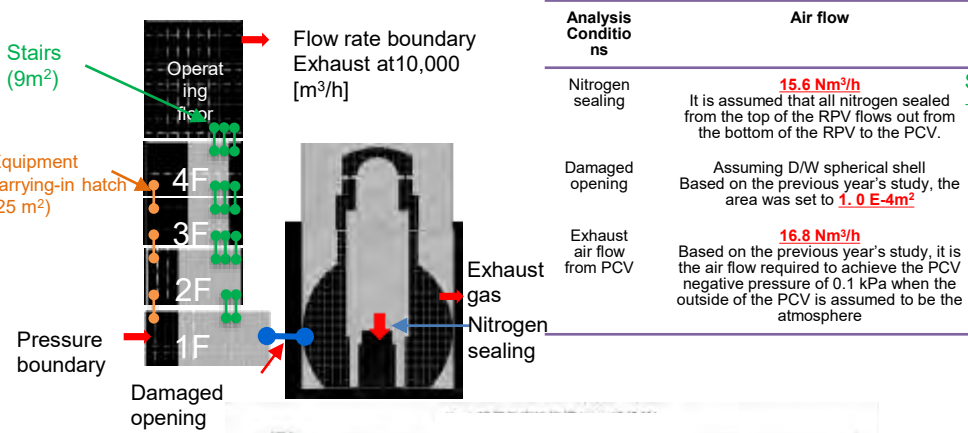 Stairs
(9m²)
Operat
ing
floor
Flow rate boundary
Exhaust at10,000
[m³/h]
quipment
arrying-in hatch
25 m²)
4F
3F
2F
1F
Pressure
boundary
Damaged
opening
Exhaust
gas
Nitrogen
sealing
Analysis
Conditio
ns
Air flow
Nitrogen
sealing
15.6 Nm³/h
It is assumed that all nitrogen sealed
from the top of the RPV flows out from
the bottom of the RPV to the PCV.
Damaged
opening
Assuming D/W spherical shell
Based on the previous year's study, the
area was set to 1. 0 E-4m²
Exhaust
air flow
from PCV
16.8 Nm³/h
Based on the previous year's study, it is
the air flow required to achieve the PCV
negative pressure of 0.1 kPa when the
outside of the PCV is assumed to be the
atmosphere